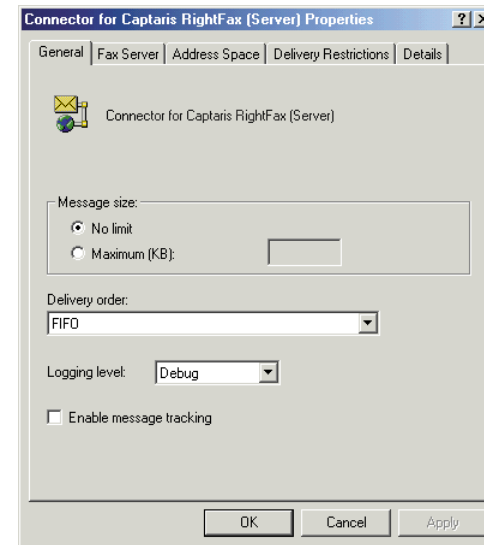 Connector for Captaris RightFax (Server) Properties
General Fax Server Address Space Delivery Restrictions Details
Connector for Captaris RightFax (Server)
Message size:
No limit
Maximum (KB):
Delivery order:
FIFO
Logging level: Debug
Enable message tracking
OK Cancel Apply